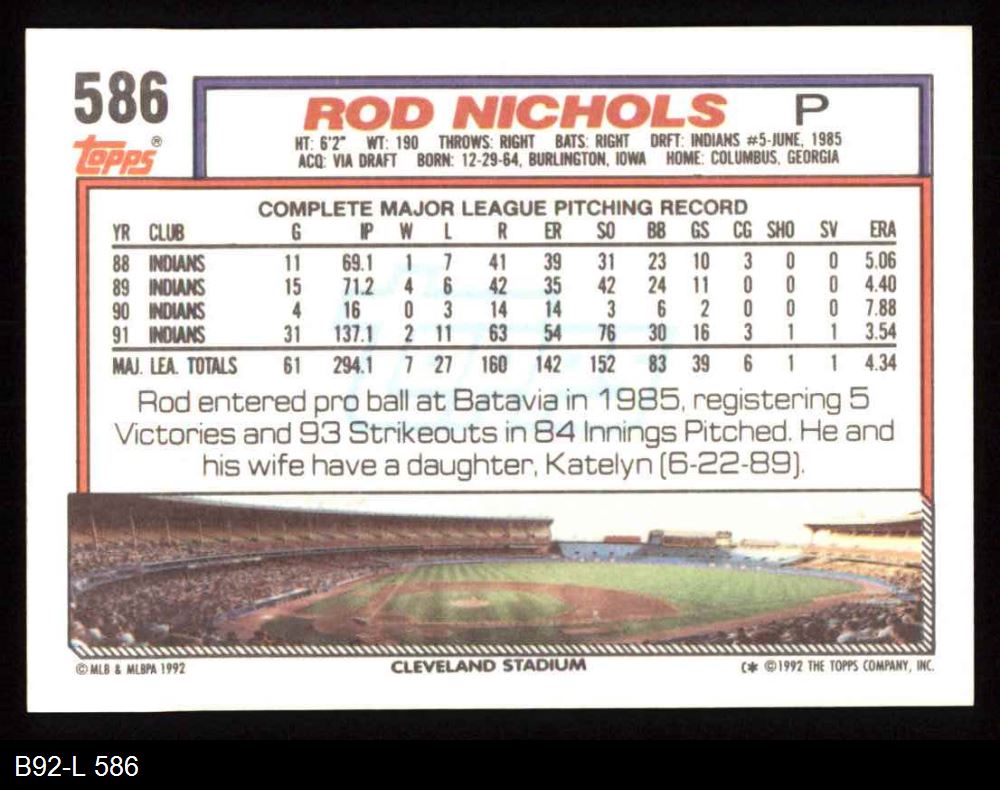 586
topps®
ROD NICHOLS P
HT: 6'2" WT: 190 THROWS: RIGHT BATS: RIGHT DRFT: INDIANS #5-JUNE, 1985
ACQ: VIA DRAFT BORN: 12-29-64, BURLINGTON, IOWA HOME: COLUMBUS, GEORGIA
COMPLETE MAJOR LEAGUE PITCHING RECORD
YR CLUB G IP W L R ER SO BB GS CG SHO SV ERA
88 INDIANS 11 69.1 1 7 41 39 31 23 10 3 0 0 5.06
89 INDIANS 15 71.2 4 6 42 35 42 24 11 0 0 0 4.40
90 INDIANS 4 16 0 3 14 14 3 6 2 0 0 0 7.88
91 INDIANS 31 137.1 2 11 63 54 76 30 16 3 1 1 3.54
MAJ. LEA. TOTALS 61 294.1 7 27 160 142 152 83 39 6 1 1 4.34
Rod entered pro ball at Batavia in 1985, registering 5
Victories and 93 Strikeouts in 84 Innings Pitched. He and
his wife have a daughter, Katelyn (6-22-89).
© MLB & MLBPA 1992 CLEVELAND STADIUM (✱ ©1992 THE TOPPS COMPANY, INC.
B92-L 586